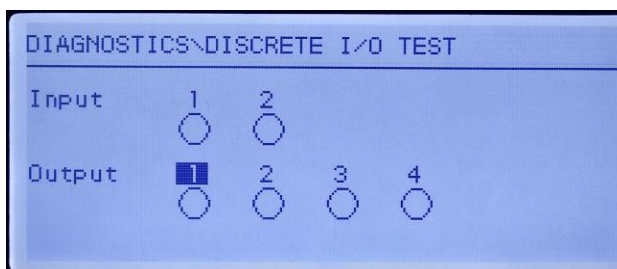 DIAGNOSTICS\DISCRETE I/O TEST
Input 1 2
Output 1 2 3 4